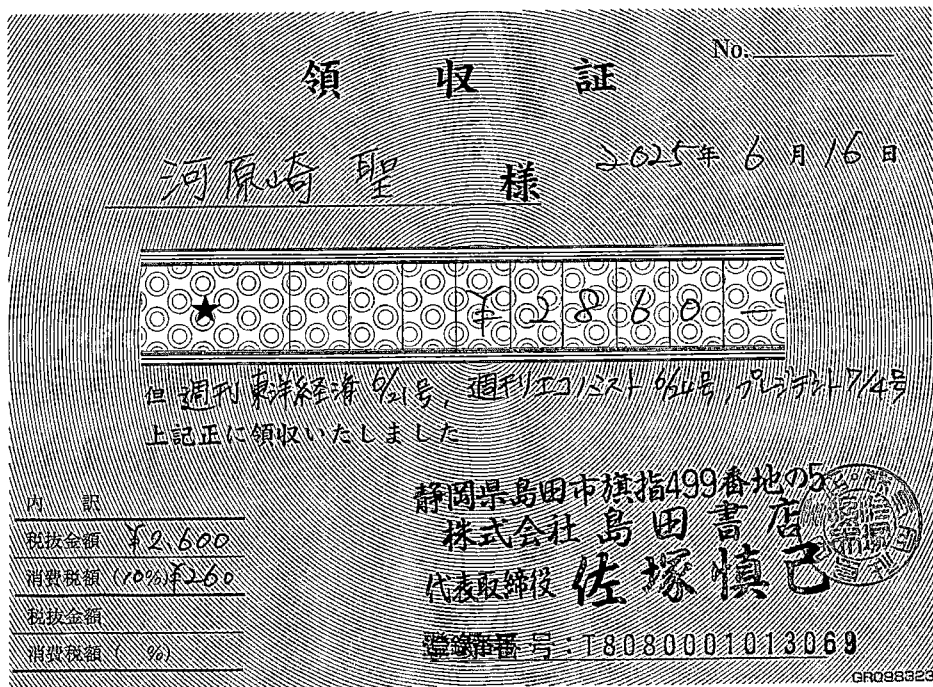 No.
領収証
2025年 6月 16日
河原崎 聖 様
★ ¥2860—
但 週刊東洋経済 6/21号, 週刊エコノミスト 6/24号, プレジデント 7/4号
上記正に領収いたしました
内訳
税抜金額 ¥2,600
消費税額 (10%) ¥260
税抜金額
消費税額 ( %)
静岡県島田市旗指499番地の5
株式会社 島田書店
代表取締役 佐塚慎己
登録番号:T8080001013069
GR098323